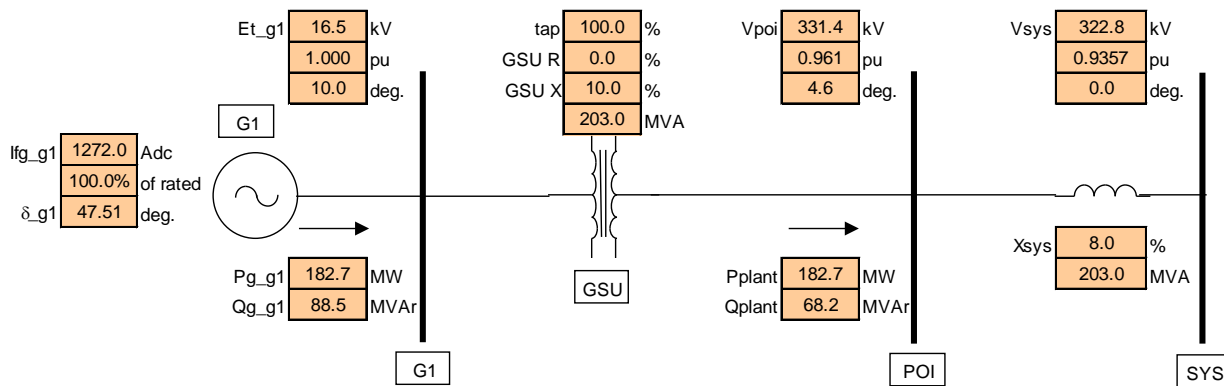 Et_g1 16.5 kV
1.000 pu
10.0 deg.
tap 100.0 %
GSU R 0.0 %
GSU X 10.0 %
203.0 MVA
Vpoi 331.4 kV
0.961 pu
4.6 deg.
Vsys 322.8 kV
0.9357 pu
0.0 deg.
G1
Ifg_g1 1272.0 Adc
100.0% of rated
δ_g1 47.51 deg.
Pg_g1 182.7 MW
Qg_g1 88.5 MVAr
GSU
Pplant 182.7 MW
Qplant 68.2 MVAr
Xsys 8.0 %
203.0 MVA
G1
POI
SYS